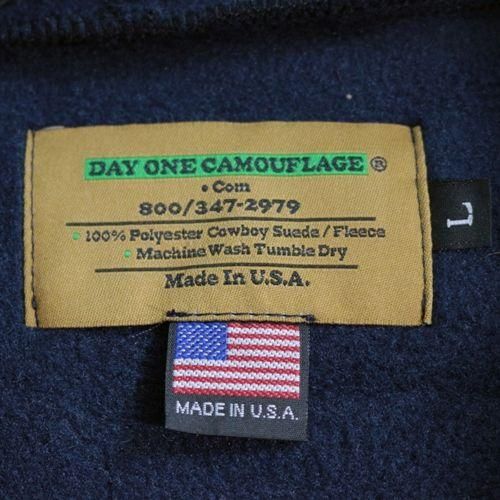 DAY ONE CAMOUFLAGE ®
• Com
800/347-2979
• 100% Polyester Cowboy Suede / Fleece
• Machine Wash Tumble Dry
Made In U.S.A.
L
MADE IN U.S.A.